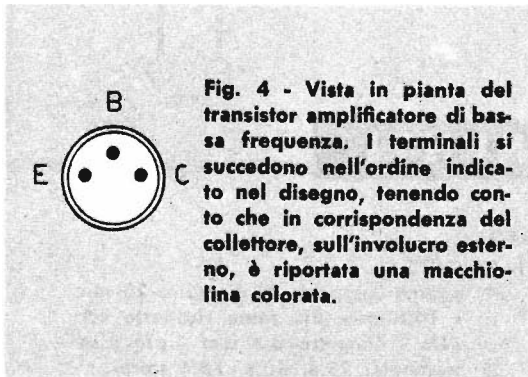 B
E
C
Fig. 4 - Vista in pianta del
transistor amplificatore di bas-
sa frequenza. I terminali si
succedono nell'ordine indica-
to nel disegno, tenendo con-
to che in corrispondenza del
collettore, sull'involucro ester-
no, è riportata una macchio-
lina colorata.